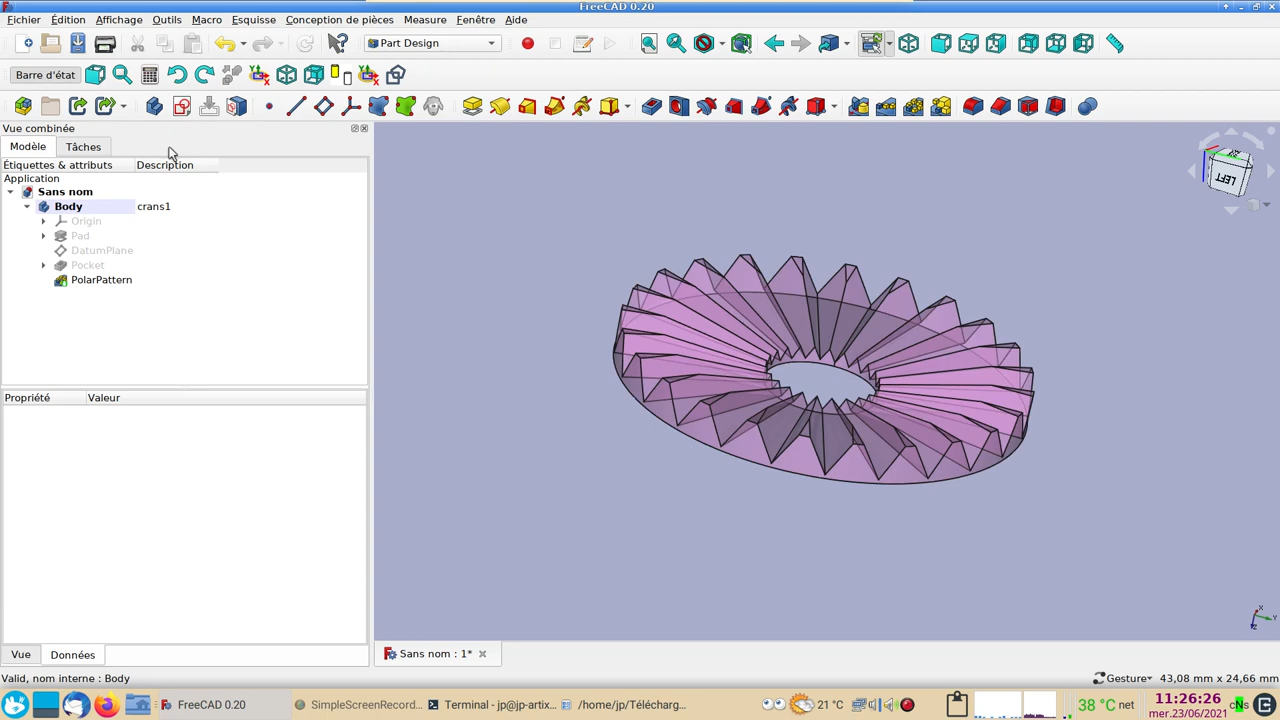 FreeCAD 0.20
Fichier Édition Affichage Outils Macro Esquisse Conception de pièces Mesure Fenêtre Aide
Part Design
Barre d'état
Vue combinée
Modèle Tâches
Étiquettes & attributs Description
Application
Sans nom
Body crans1
Origin
Pad
DatumPlane
Pocket
PolarPattern
LEFT
Propriété Valeur
X
Y
Z
Vue Données
Sans nom : 1*
Valid, nom interne : Body
Gesture 43,08 mm x 24,66 mm
FreeCAD 0.20
SimpleScreenRecord...
Terminal - jp@jp-artix...
/home/jp/Télécharg...
21 °C
38 °C net
11:26:26
mer.23/06/2021
cNs